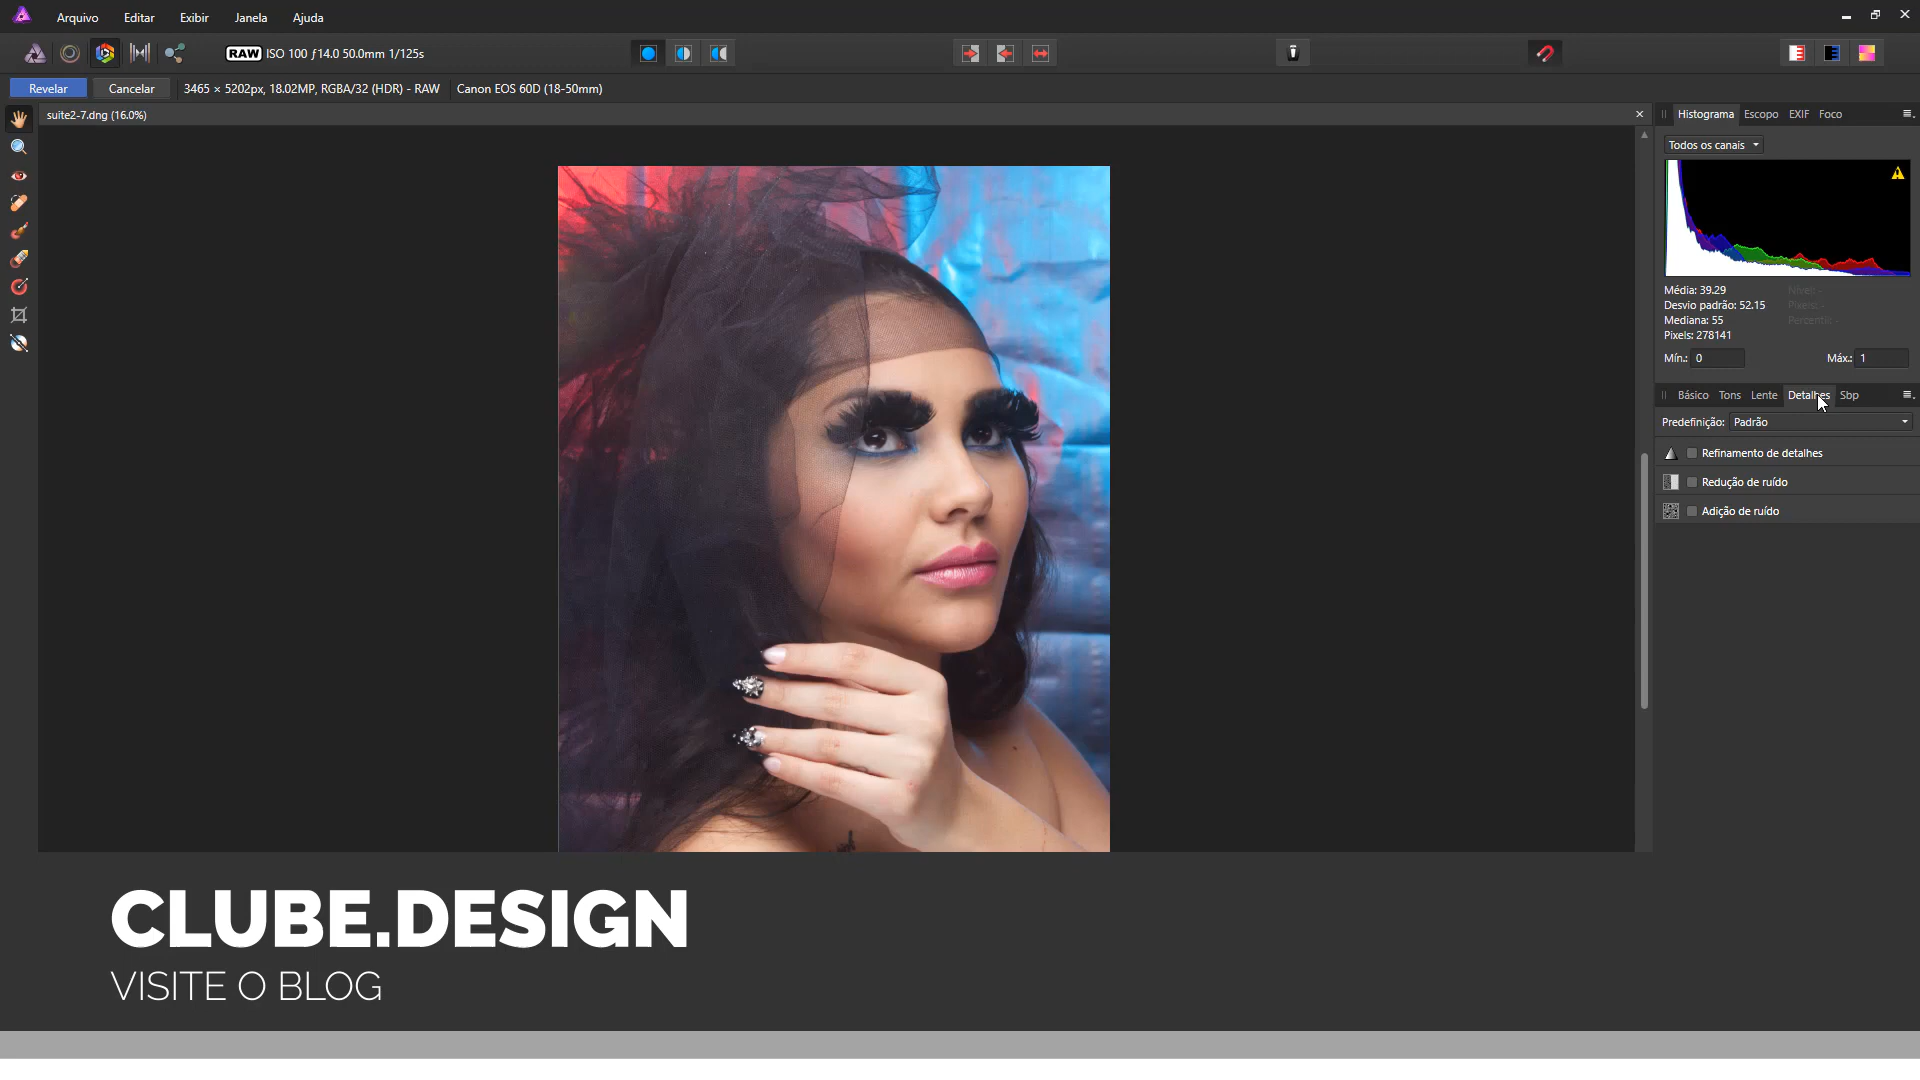 Arquivo Editar Exibir Janela Ajuda
RAW ISO 100 ƒ14.0 50.0mm 1/125s
Revelar Cancelar 3465 × 5202px, 18.02MP, RGBA/32 (HDR) - RAW Canon EOS 60D (18-50mm)
suite2-7.dng (16.0%)
Histograma Escopo EXIF Foco
Todos os canais
Média: 39.29 Nível: -
Desvio padrão: 52.15 Pixels: -
Mediana: 55 Percentil: -
Pixels: 278141
Mín.: 0 Máx.: 1
Básico Tons Lente Detalhes Sbp
Predefinição: Padrão
Refinamento de detalhes
Redução de ruído
Adição de ruído
CLUBE.DESIGN
VISITE O BLOG